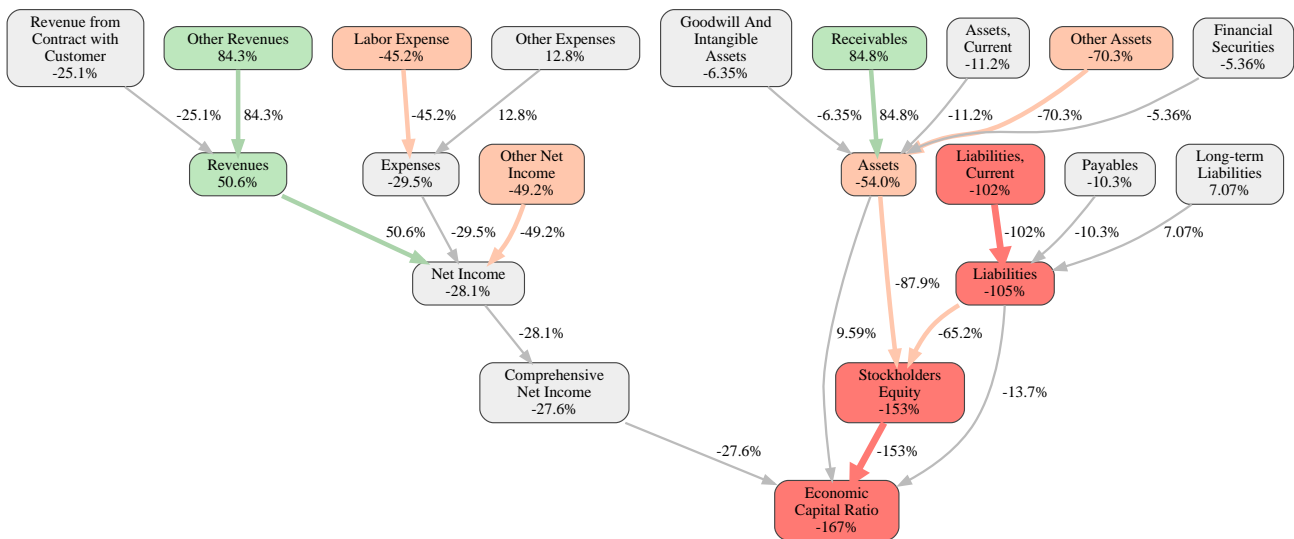 Revenue from
Contract with
Customer
-25.1%
Other Revenues
84.3%
Labor Expense
-45.2%
Other Expenses
12.8%
Goodwill And
Intangible
Assets
-6.35%
Receivables
84.8%
Assets,
Current
-11.2%
Other Assets
-70.3%
Financial
Securities
-5.36%
-25.1%
84.3%
-45.2%
12.8%
-6.35%
84.8%
-11.2%
-70.3%
-5.36%
Revenues
50.6%
Expenses
-29.5%
Other Net
Income
-49.2%
Assets
-54.0%
Liabilities,
Current
-102%
Payables
-10.3%
Long-term
Liabilities
7.07%
50.6%
-29.5%
-49.2%
-102%
-10.3%
7.07%
Net Income
-28.1%
-87.9%
Liabilities
-105%
-28.1%
9.59%
-65.2%
Comprehensive
Net Income
-27.6%
Stockholders
Equity
-153%
-13.7%
-27.6%
-153%
Economic
Capital Ratio
-167%